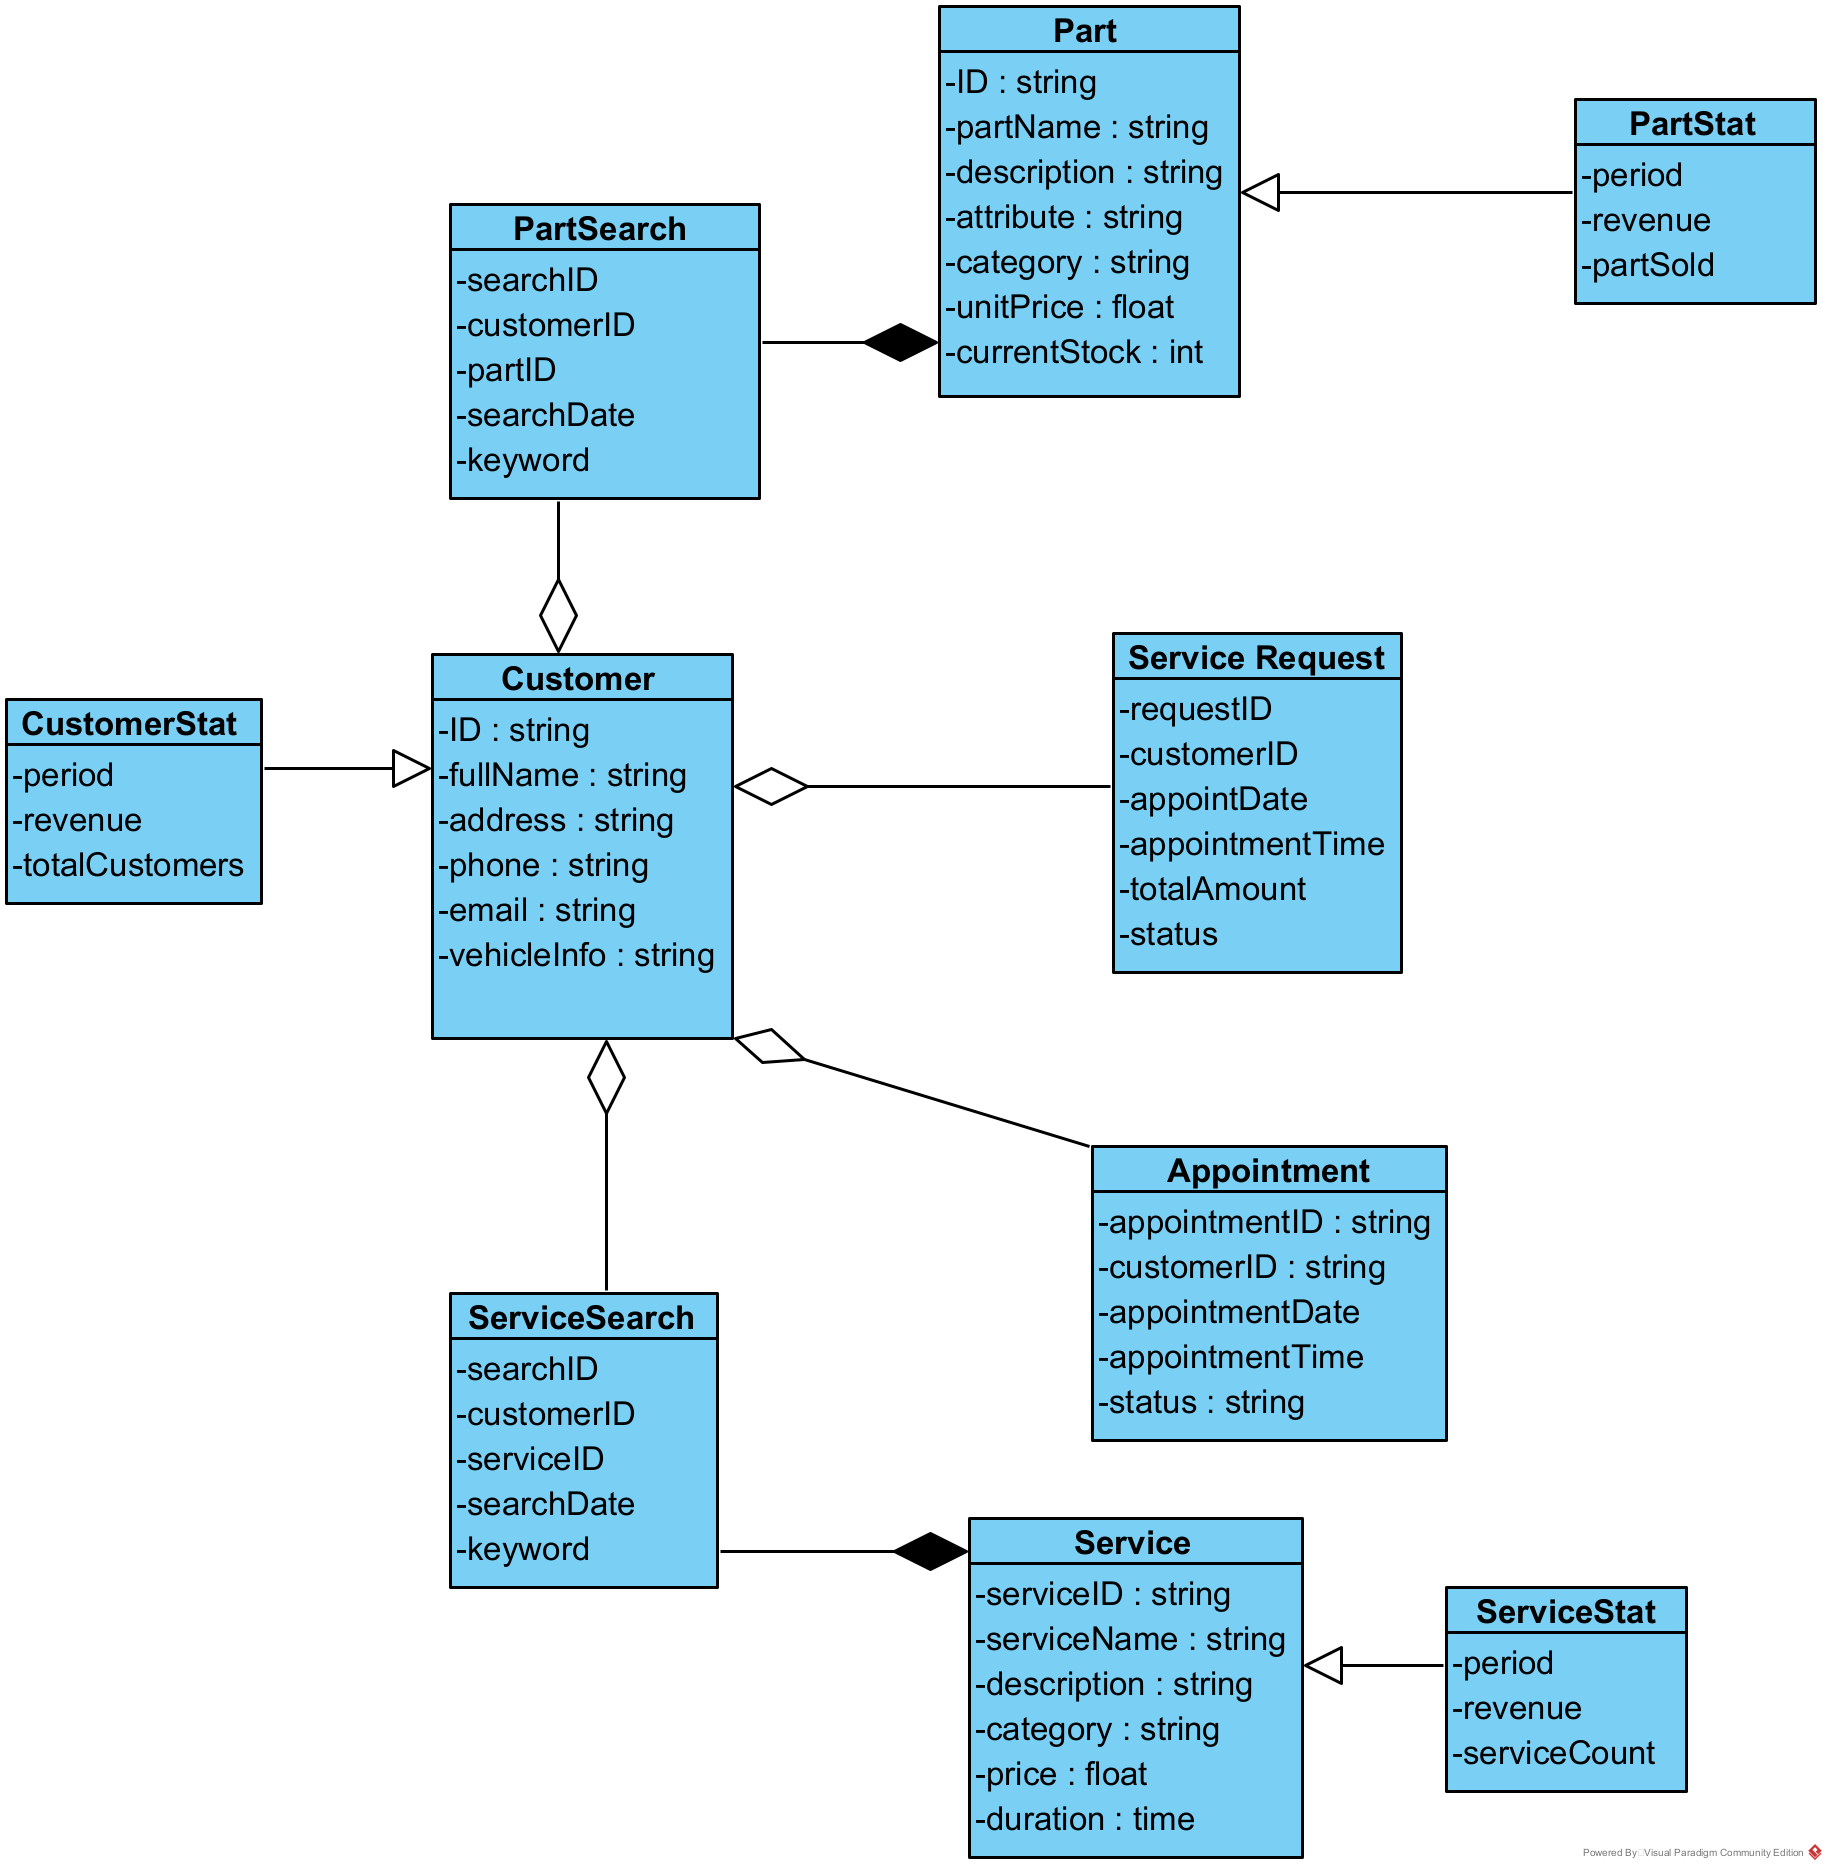 Part
-ID : string
-partName : string
-description : string
-attribute : string
-category : string
-unitPrice : float
-currentStock : int
PartStat
-period
-revenue
-partSold
PartSearch
-searchID
-customerID
-partID
-searchDate
-keyword
Customer
-ID : string
-fullName : string
-address : string
-phone : string
-email : string
-vehicleInfo : string
CustomerStat
-period
-revenue
-totalCustomers
Service Request
-requestID
-customerID
-appointDate
-appointmentTime
-totalAmount
-status
Appointment
-appointmentID : string
-customerID : string
-appointmentDate
-appointmentTime
-status : string
ServiceSearch
-searchID
-customerID
-serviceID
-searchDate
-keyword
Service
-serviceID : string
-serviceName : string
-description : string
-category : string
-price : float
-duration : time
ServiceStat
-period
-revenue
-serviceCount
Powered By Visual Paradigm Community Edition